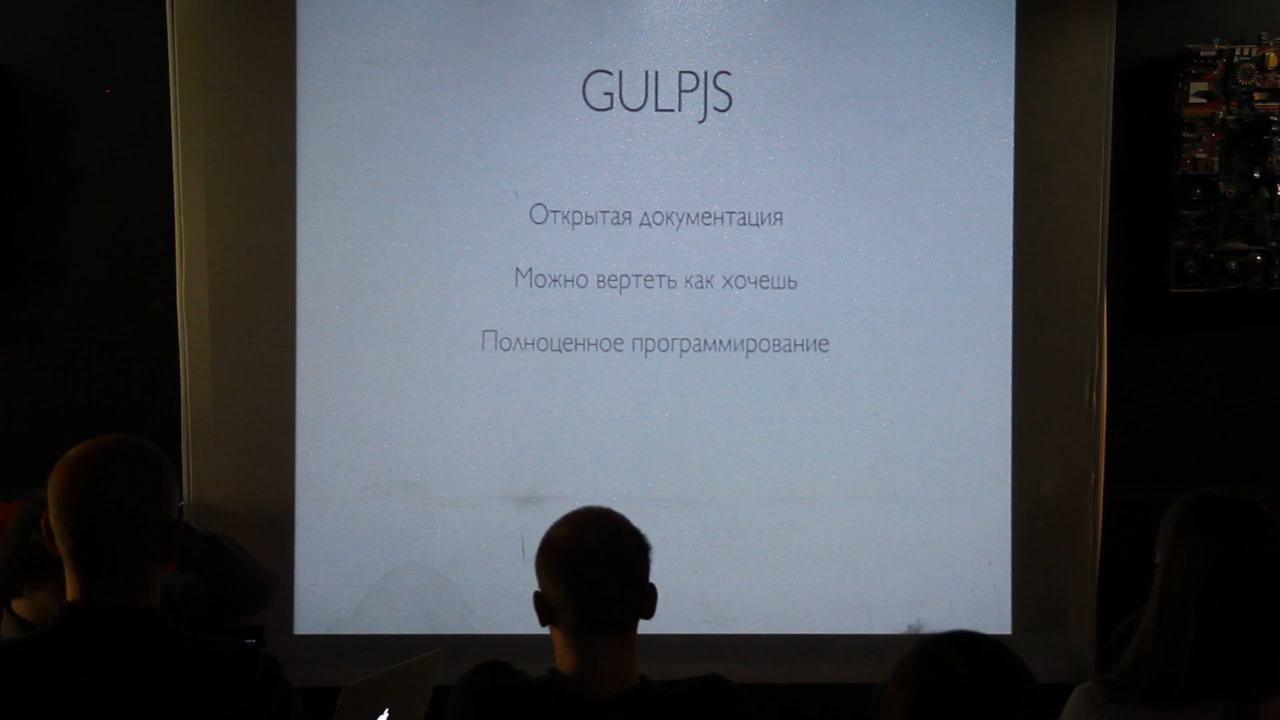 GULPJS
Открытая документация
Можно вертеть как хочешь
Полноценное программирование